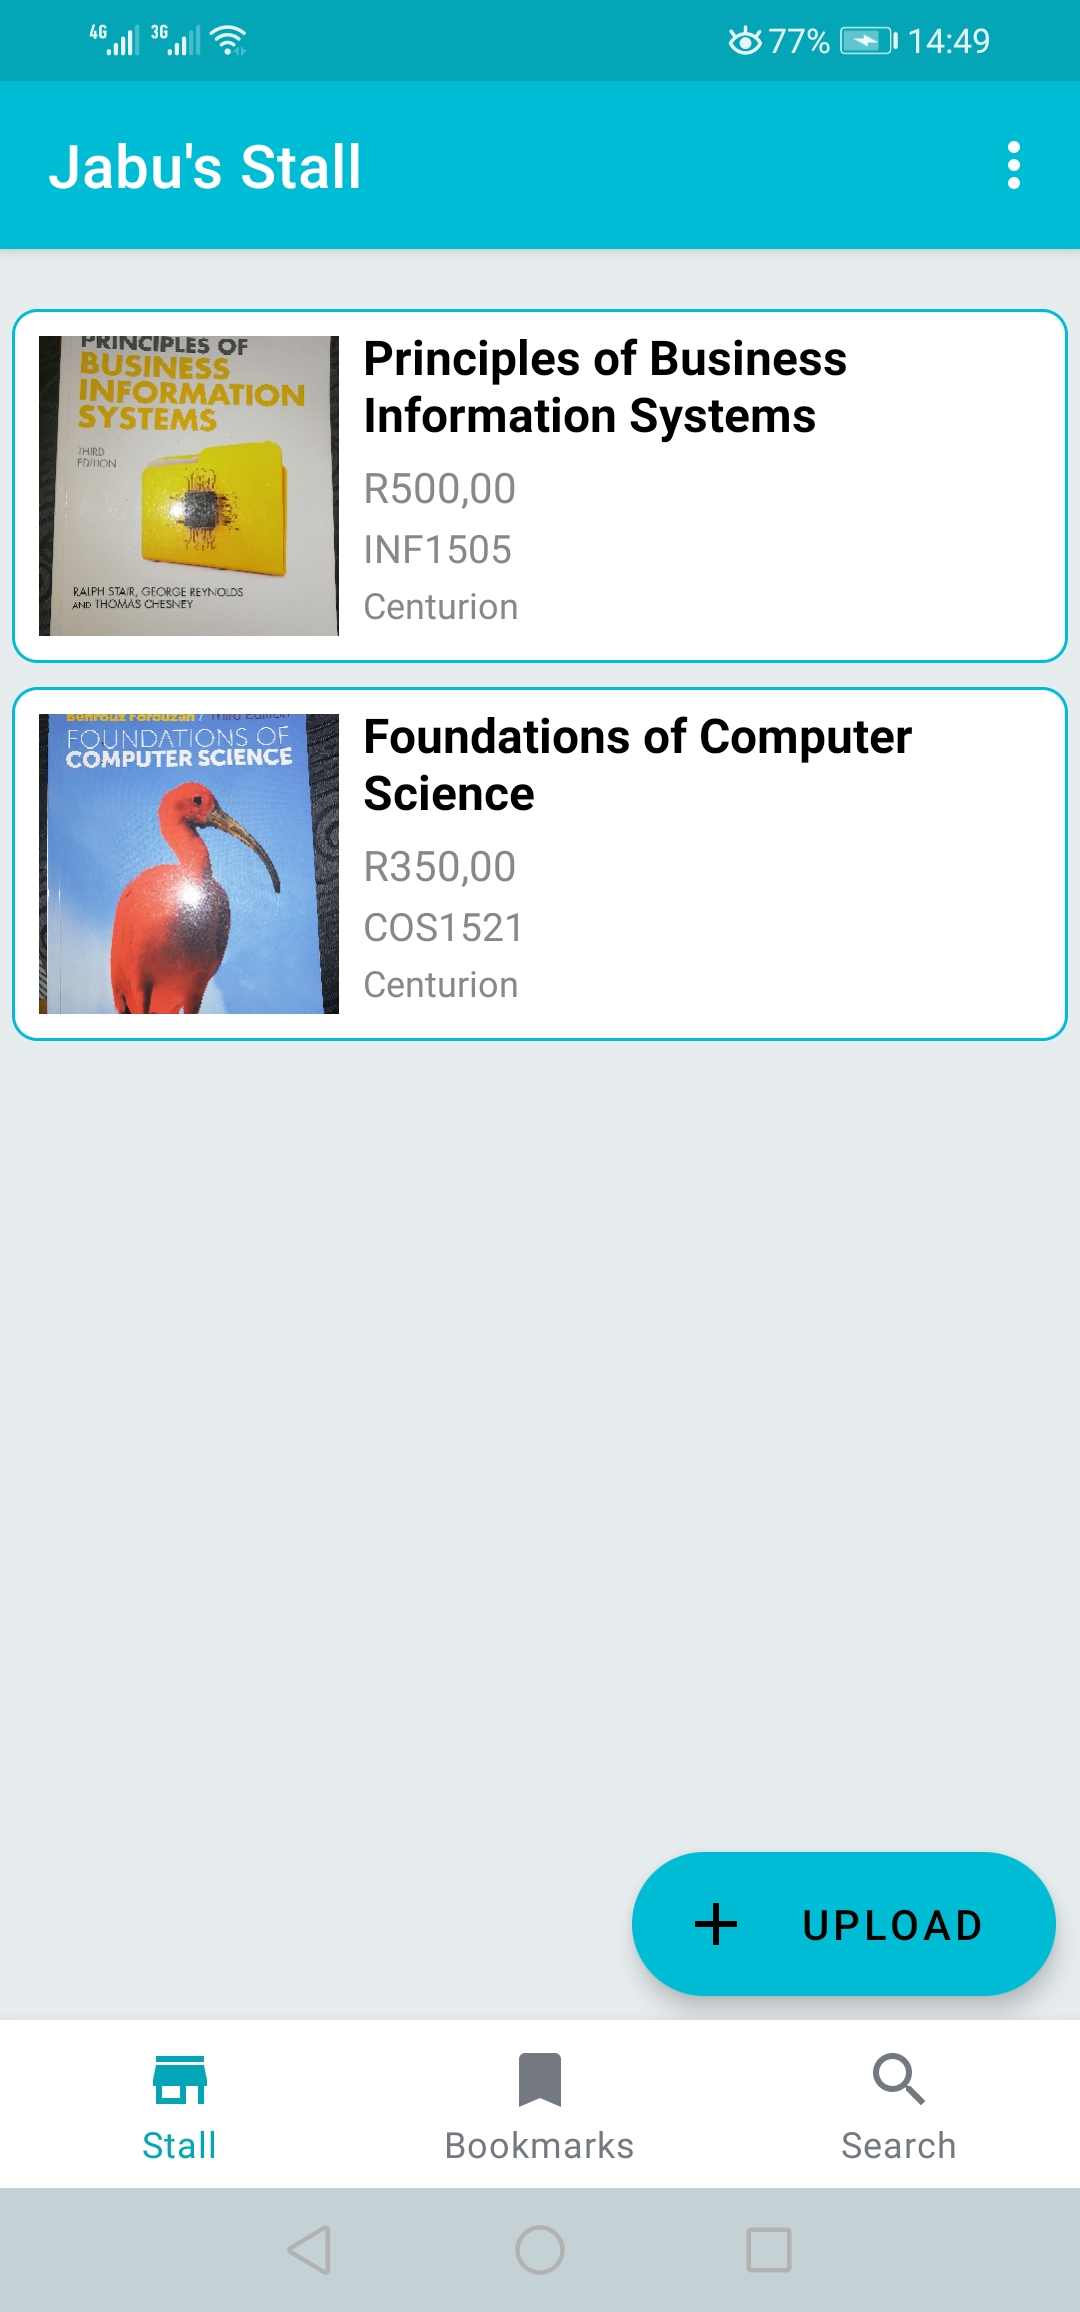 4G 3G 77% 14:49
Jabu's Stall
PRINCIPLES OF
BUSINESS
INFORMATION
SYSTEMS
THIRD
EDITION
RALPH STAIR, GEORGE REYNOLDS
AND THOMAS CHESNEY
Principles of Business
Information Systems
R500,00
INF1505
Centurion
Behrouz Forouzan / Third Edition
FOUNDATIONS OF
COMPUTER SCIENCE
Foundations of Computer
Science
R350,00
COS1521
Centurion
UPLOAD
Stall
Bookmarks
Search